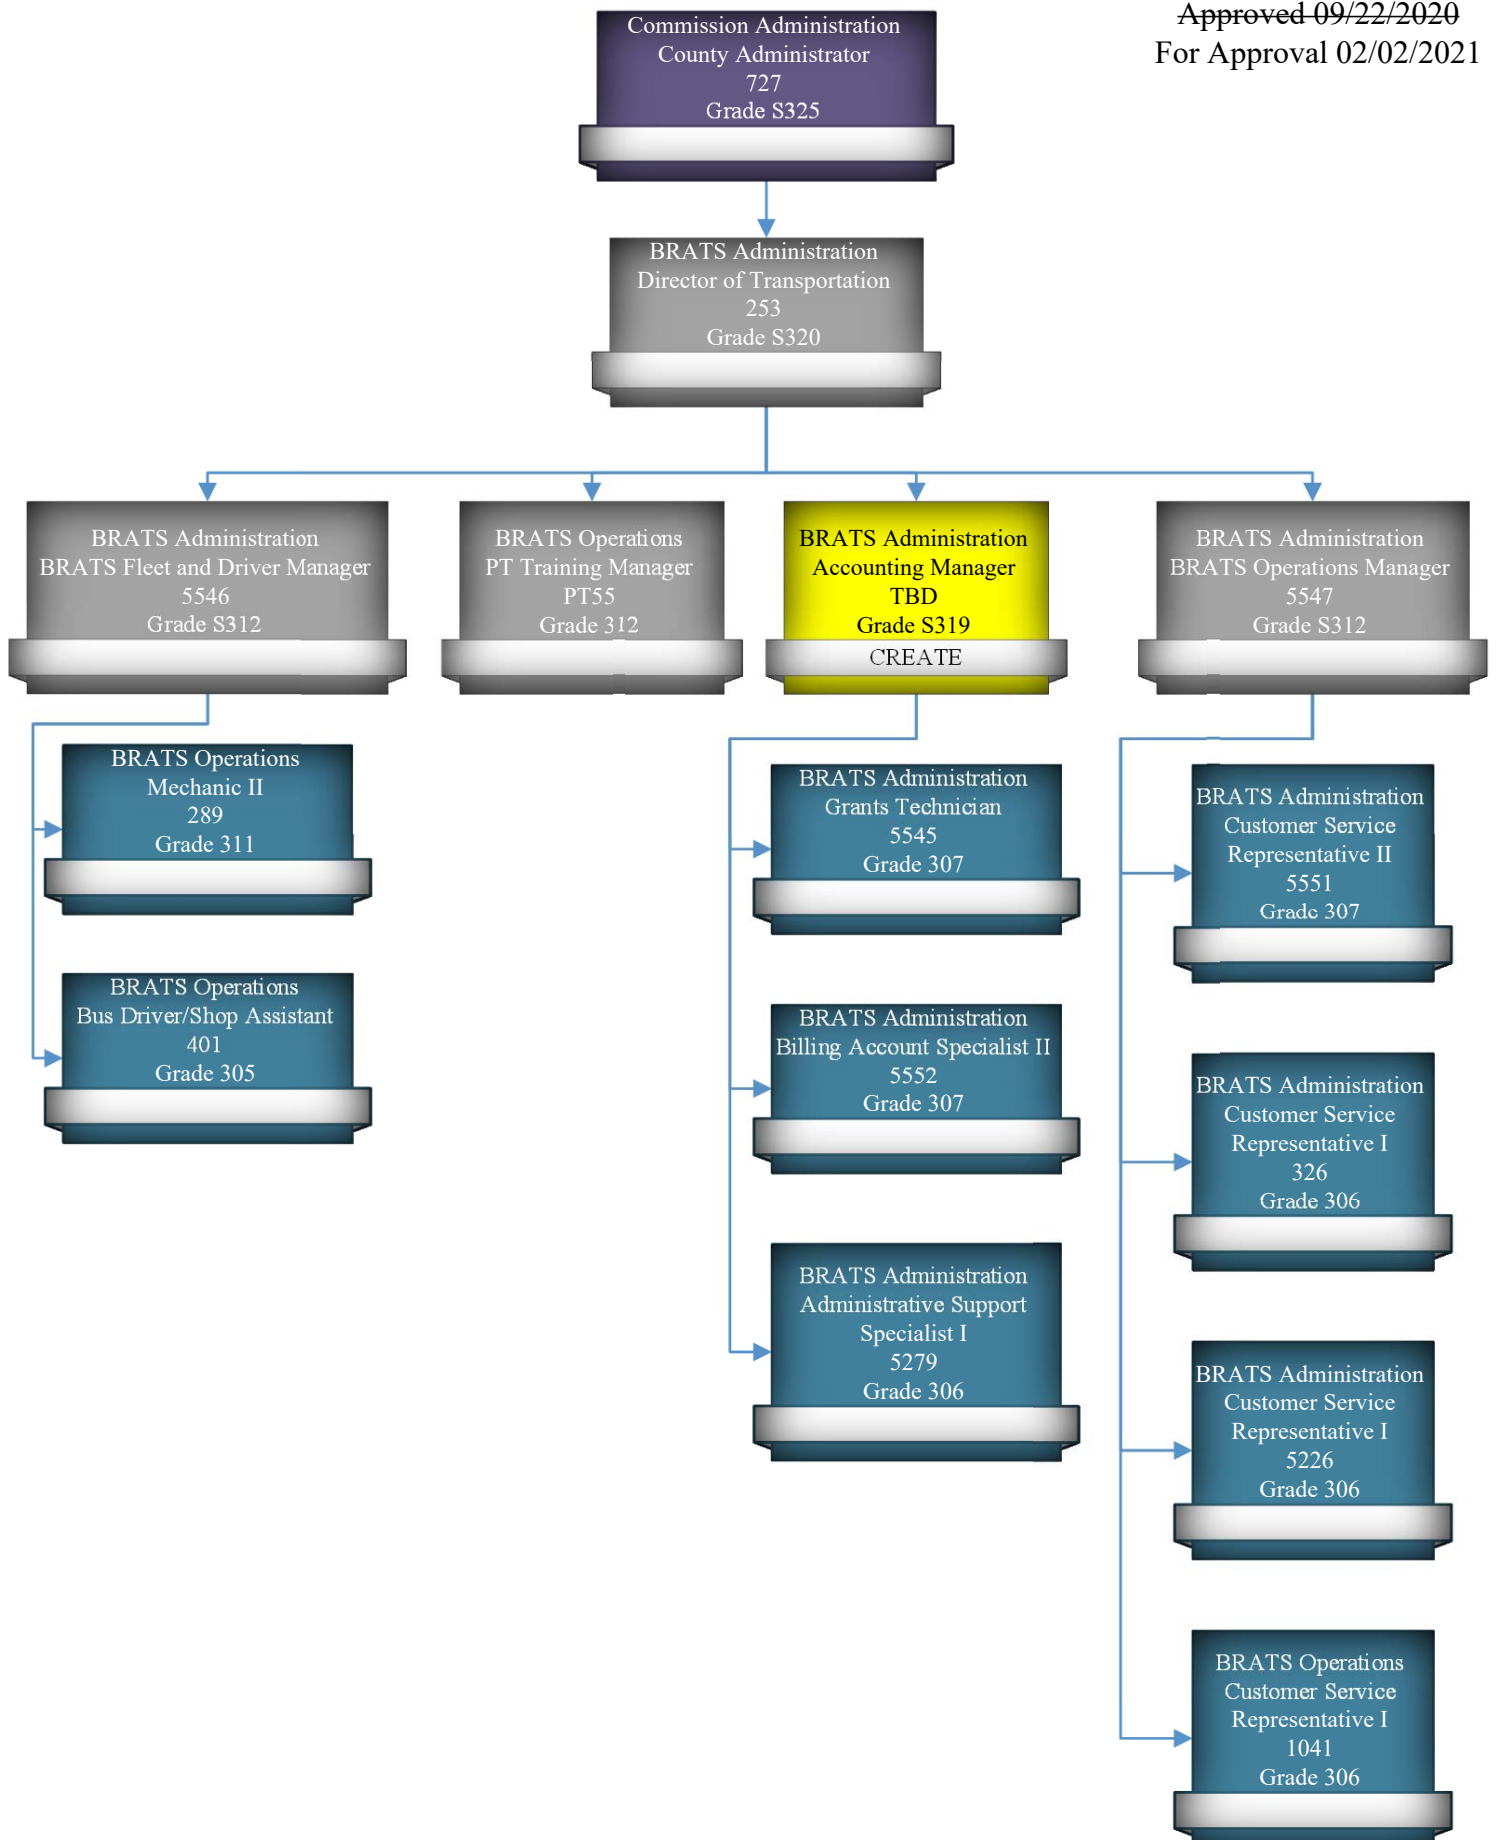 Approved 09/22/2020
For Approval 02/02/2021
Commission Administration
County Administrator
727
Grade S325
BRATS Administration
Director of Transportation
253
Grade S320
BRATS Administration
BRATS Fleet and Driver Manager
5546
Grade S312
BRATS Operations
PT Training Manager
PT55
Grade 312
BRATS Administration
Accounting Manager
TBD
Grade S319
CREATE
BRATS Administration
BRATS Operations Manager
5547
Grade S312
BRATS Operations
Mechanic II
289
Grade 311
BRATS Operations
Bus Driver/Shop Assistant
401
Grade 305
BRATS Administration
Grants Technician
5545
Grade 307
BRATS Administration
Billing Account Specialist II
5552
Grade 307
BRATS Administration
Administrative Support
Specialist I
5279
Grade 306
BRATS Administration
Customer Service
Representative II
5551
Grade 307
BRATS Administration
Customer Service
Representative I
326
Grade 306
BRATS Administration
Customer Service
Representative I
5226
Grade 306
BRATS Operations
Customer Service
Representative I
1041
Grade 306